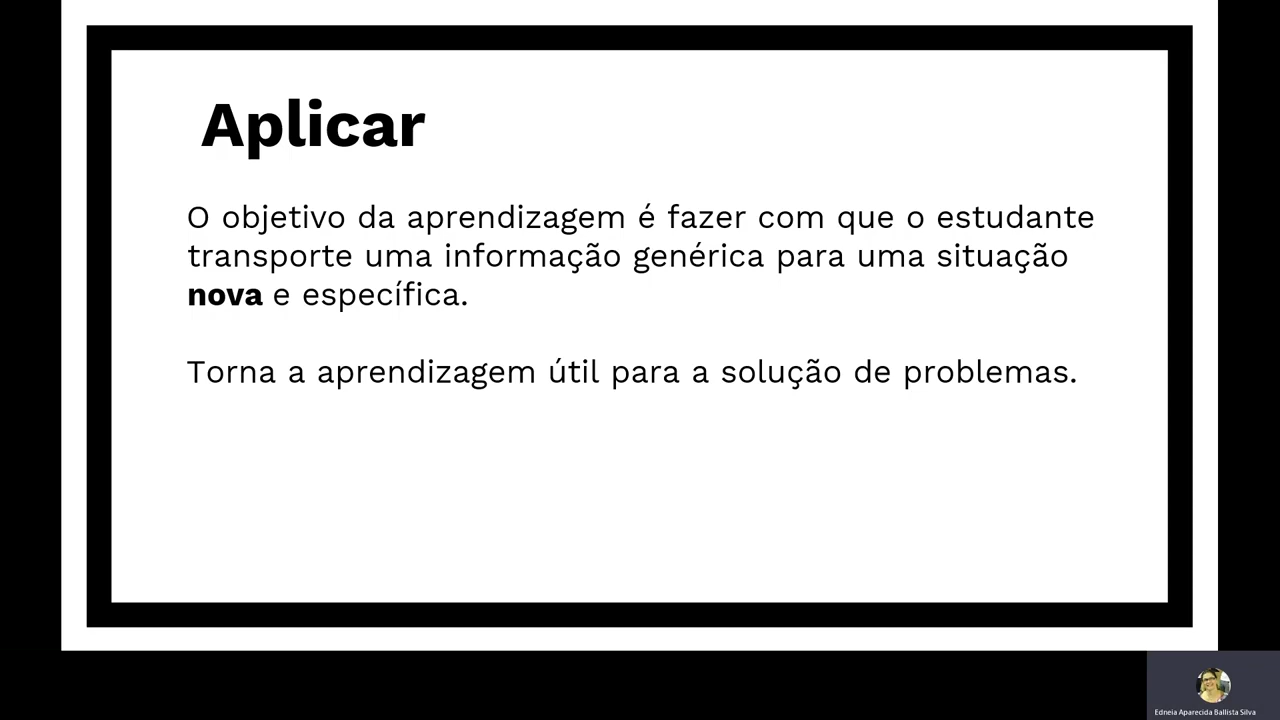 Aplicar
O objetivo da aprendizagem é fazer com que o estudante
transporte uma informação genérica para uma situação
nova e específica.
Torna a aprendizagem útil para a solução de problemas.
Edneia Aparecida Ballista Silva